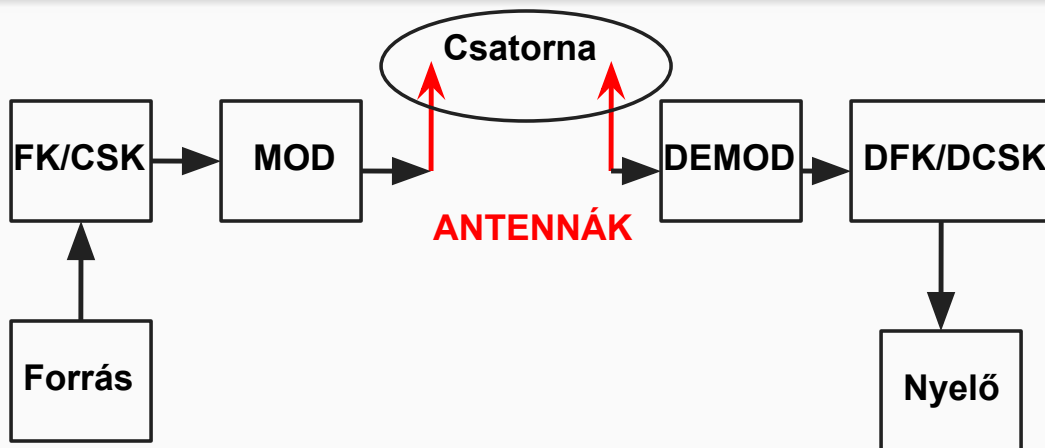 Csatorna
FK/CSK
MOD
DEMOD
DFK/DCSK
ANTENNÁK
Forrás
Nyelő